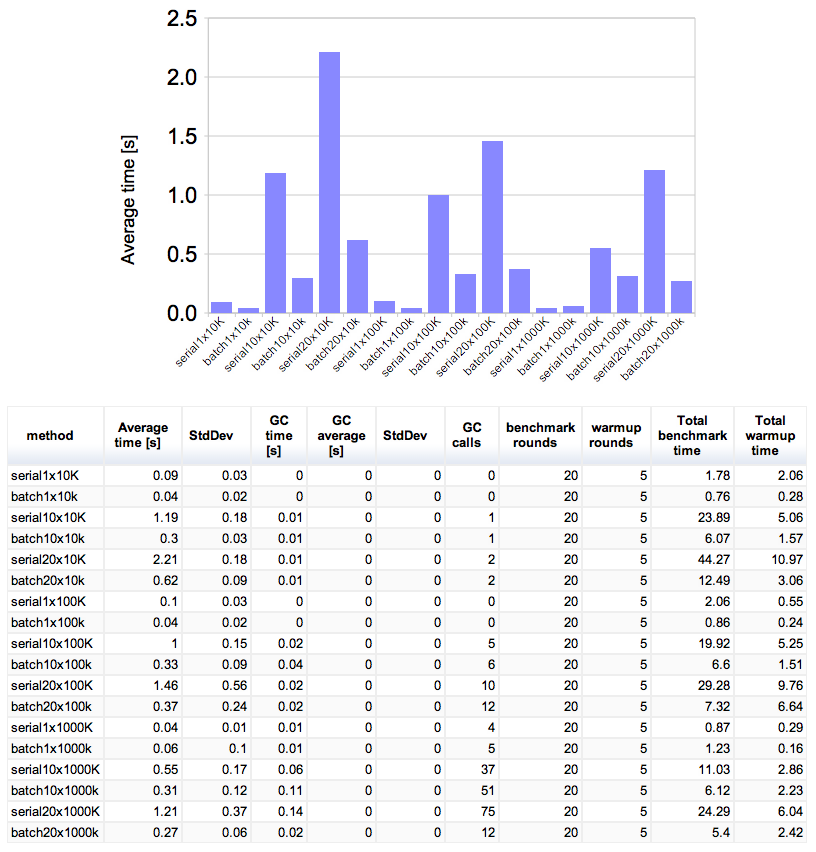 2.5
2.0
1.5
1.0
0.5
0.0
Average time [s]
serial1x10K
batch1x10k
serial10x10K
batch10x10k
serial20x10K
batch20x10k
serial1x100K
batch1x100k
serial10x100K
batch10x100k
serial20x100K
batch20x100k
serial1x1000K
batch1x1000k
serial10x1000K
batch10x1000k
serial20x1000K
batch20x1000k
method Average time [s] StdDev GC time [s] GC average [s] StdDev GC calls benchmark rounds warmup rounds Total benchmark time Total warmup time
serial1x10K 0.09 0.03 0 0 0 0 20 5 1.78 2.06
batch1x10k 0.04 0.02 0 0 0 0 20 5 0.76 0.28
serial10x10K 1.19 0.18 0.01 0 0 1 20 5 23.89 5.06
batch10x10k 0.3 0.03 0.01 0 0 1 20 5 6.07 1.57
serial20x10K 2.21 0.18 0.01 0 0 2 20 5 44.27 10.97
batch20x10k 0.62 0.09 0.01 0 0 2 20 5 12.49 3.06
serial1x100K 0.1 0.03 0 0 0 0 20 5 2.06 0.55
batch1x100k 0.04 0.02 0 0 0 0 20 5 0.86 0.24
serial10x100K 1 0.15 0.02 0 0 5 20 5 19.92 5.25
batch10x100k 0.33 0.09 0.04 0 0 6 20 5 6.6 1.51
serial20x100K 1.46 0.56 0.02 0 0 10 20 5 29.28 9.76
batch20x100k 0.37 0.24 0.02 0 0 12 20 5 7.32 6.64
serial1x1000K 0.04 0.01 0.01 0 0 4 20 5 0.87 0.29
batch1x1000k 0.06 0.1 0.01 0 0 5 20 5 1.23 0.16
serial10x1000K 0.55 0.17 0.06 0 0 37 20 5 11.03 2.86
batch10x1000k 0.31 0.12 0.11 0 0 51 20 5 6.12 2.23
serial20x1000K 1.21 0.37 0.14 0 0 75 20 5 24.29 6.04
batch20x1000k 0.27 0.06 0.02 0 0 12 20 5 5.4 2.42